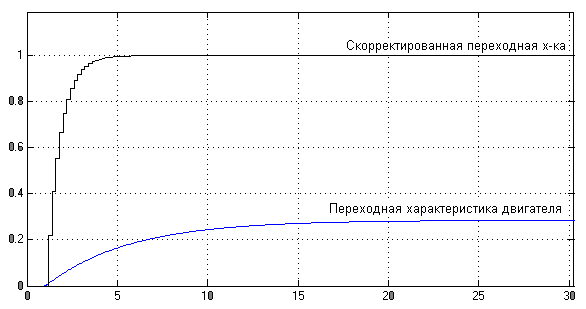 Скорректированная переходная х-ка
1
0.8
0.6
0.4
Переходная характеристика двигателя
0.2
0
0 5 10 15 20 25 30